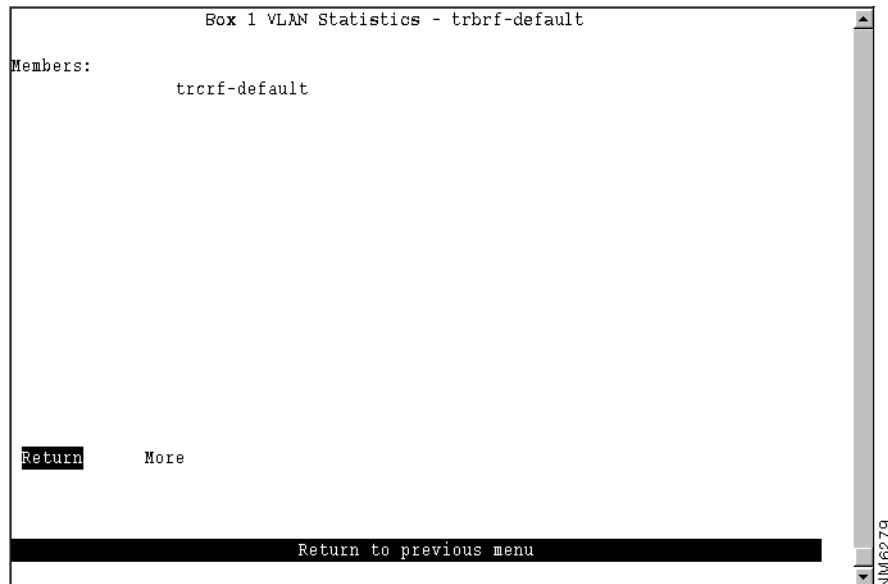 Box 1 VLAN Statistics - trbrf-default
Members:
trcrf-default
Return More
Return to previous menu
NM6279